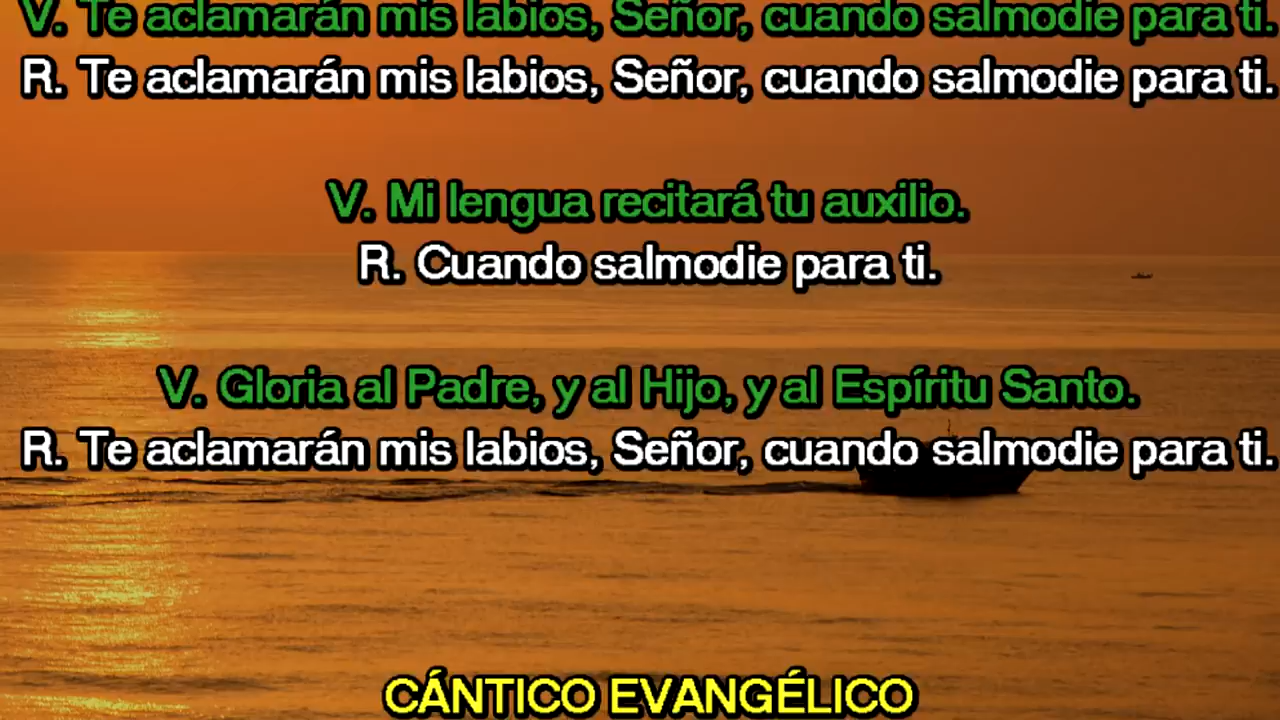 V. Te aclamarán mis labios, Señor, cuando salmodie para ti.
R. Te aclamarán mis labios, Señor, cuando salmodie para ti.
V. Mi lengua recitará tu auxilio.
R. Cuando salmodie para ti.
V. Gloria al Padre, y al Hijo, y al Espíritu Santo.
R. Te aclamarán mis labios, Señor, cuando salmodie para ti.
CÁNTICO EVANGÉLICO